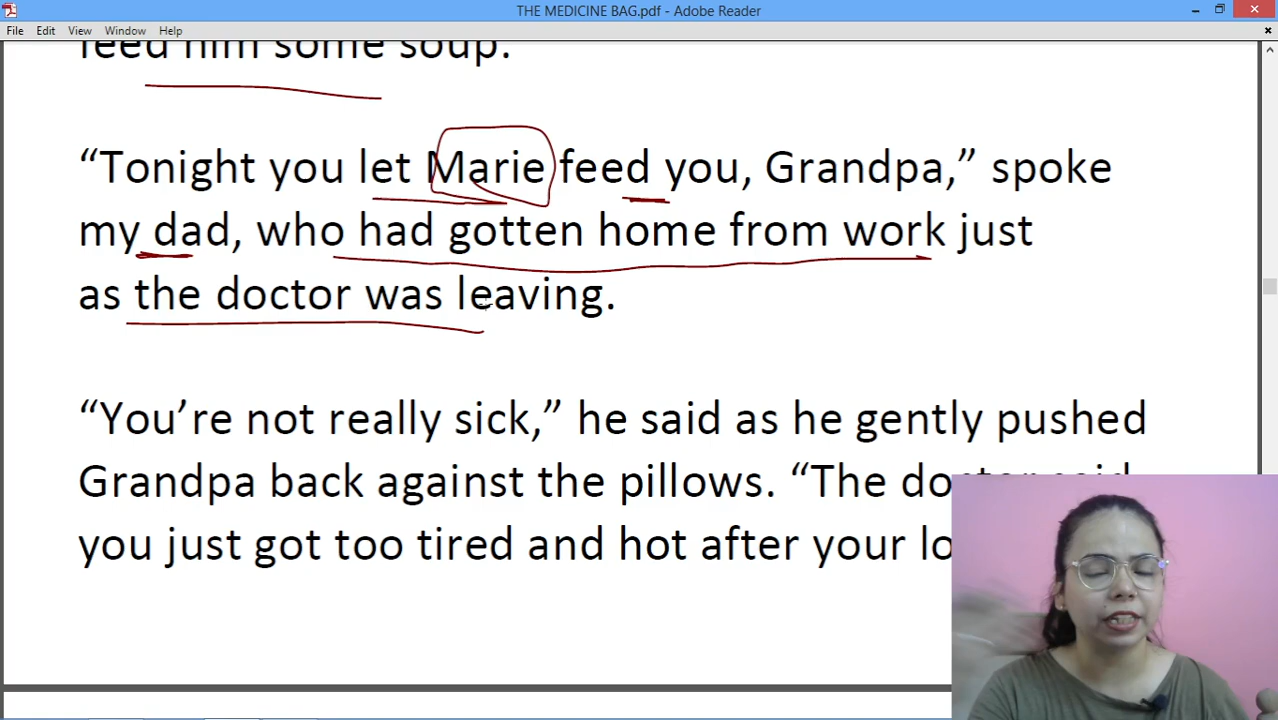 THE MEDICINE BAG.pdf - Adobe Reader
File Edit View Window Help
feed him some soup.
“Tonight you let Marie feed you, Grandpa,” spoke
my dad, who had gotten home from work just
as the doctor was leaving.
“You’re not really sick,” he said as he gently pushed
Grandpa back against the pillows. “The doctor said
you just got too tired and hot after your